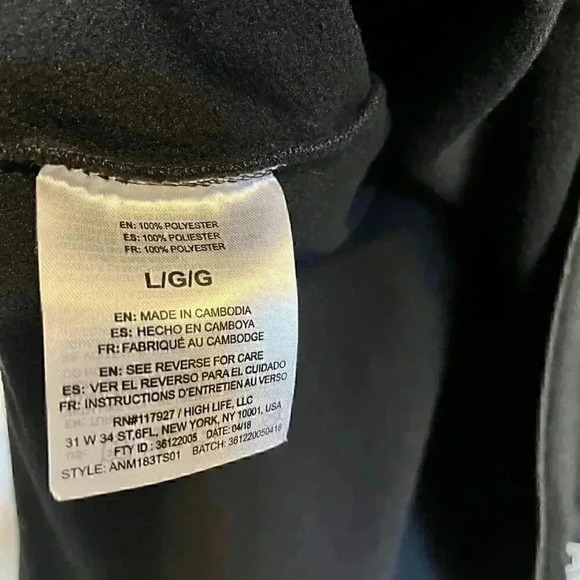 EN: 100% POLYESTER
ES: 100% POLIESTER
FR: 100% POLYESTER
L/G/G
EN: MADE IN CAMBODIA
ES: HECHO EN CAMBOYA
FR: FABRIQUÉ AU CAMBODGE
EN: SEE REVERSE FOR CARE
ES: VER EL REVERSO PARA EL CUIDADO
FR: INSTRUCTIONS D'ENTRETIEN AU VERSO
RN#117927 / HIGH LIFE, LLC
31 W 34 ST,6FL, NEW YORK, NY 10001, USA
FTY ID : 36122005 DATE: 04/18
STYLE: ANM163TS01 BATCH: 361220050418